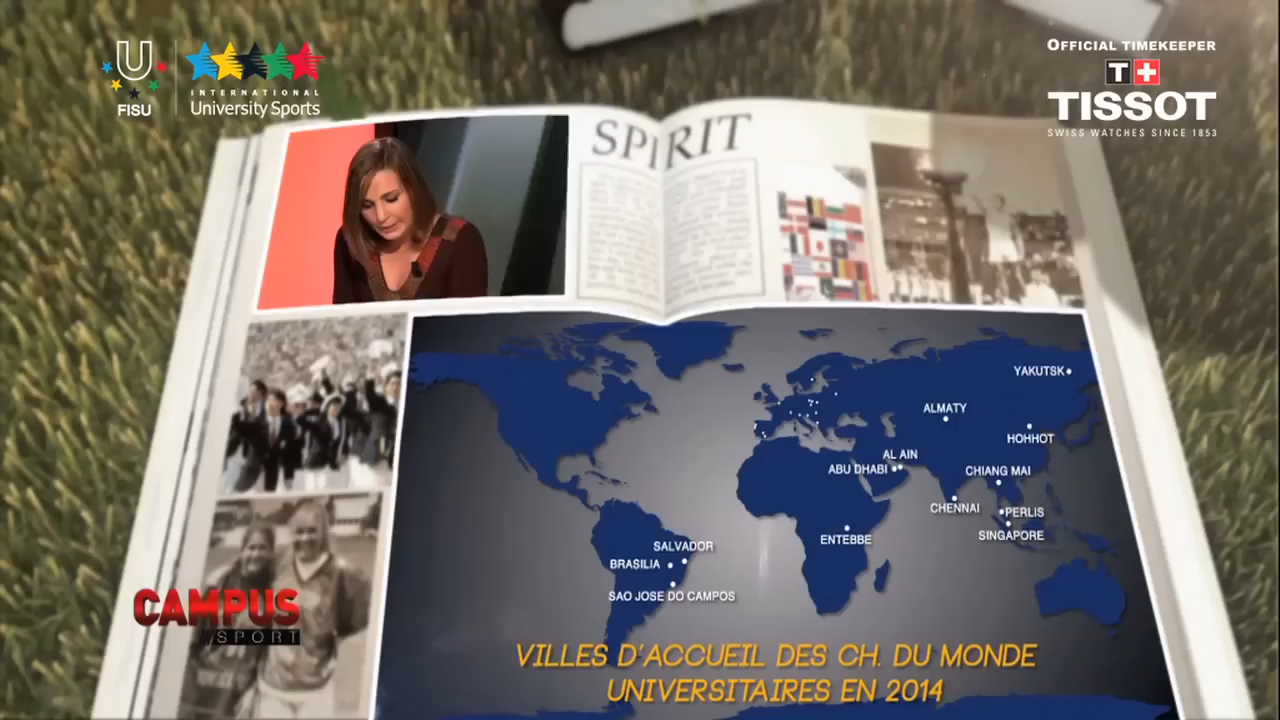 U
FISU
INTERNATIONAL
University Sports
OFFICIAL TIMEKEEPER
T+
TISSOT
SWISS WATCHES SINCE 1853
SPIRIT
YAKUTSK
ALMATY
HOHHOT
AL AIN
ABU DHABI
CHIANG MAI
CHENNAI
PERLIS
SINGAPORE
ENTEBBE
SALVADOR
BRASILIA
SAO JOSE DO CAMPOS
CAMPUS
SPORT
VILLES D'ACCUEIL DES CH. DU MONDE
UNIVERSITAIRES EN 2014